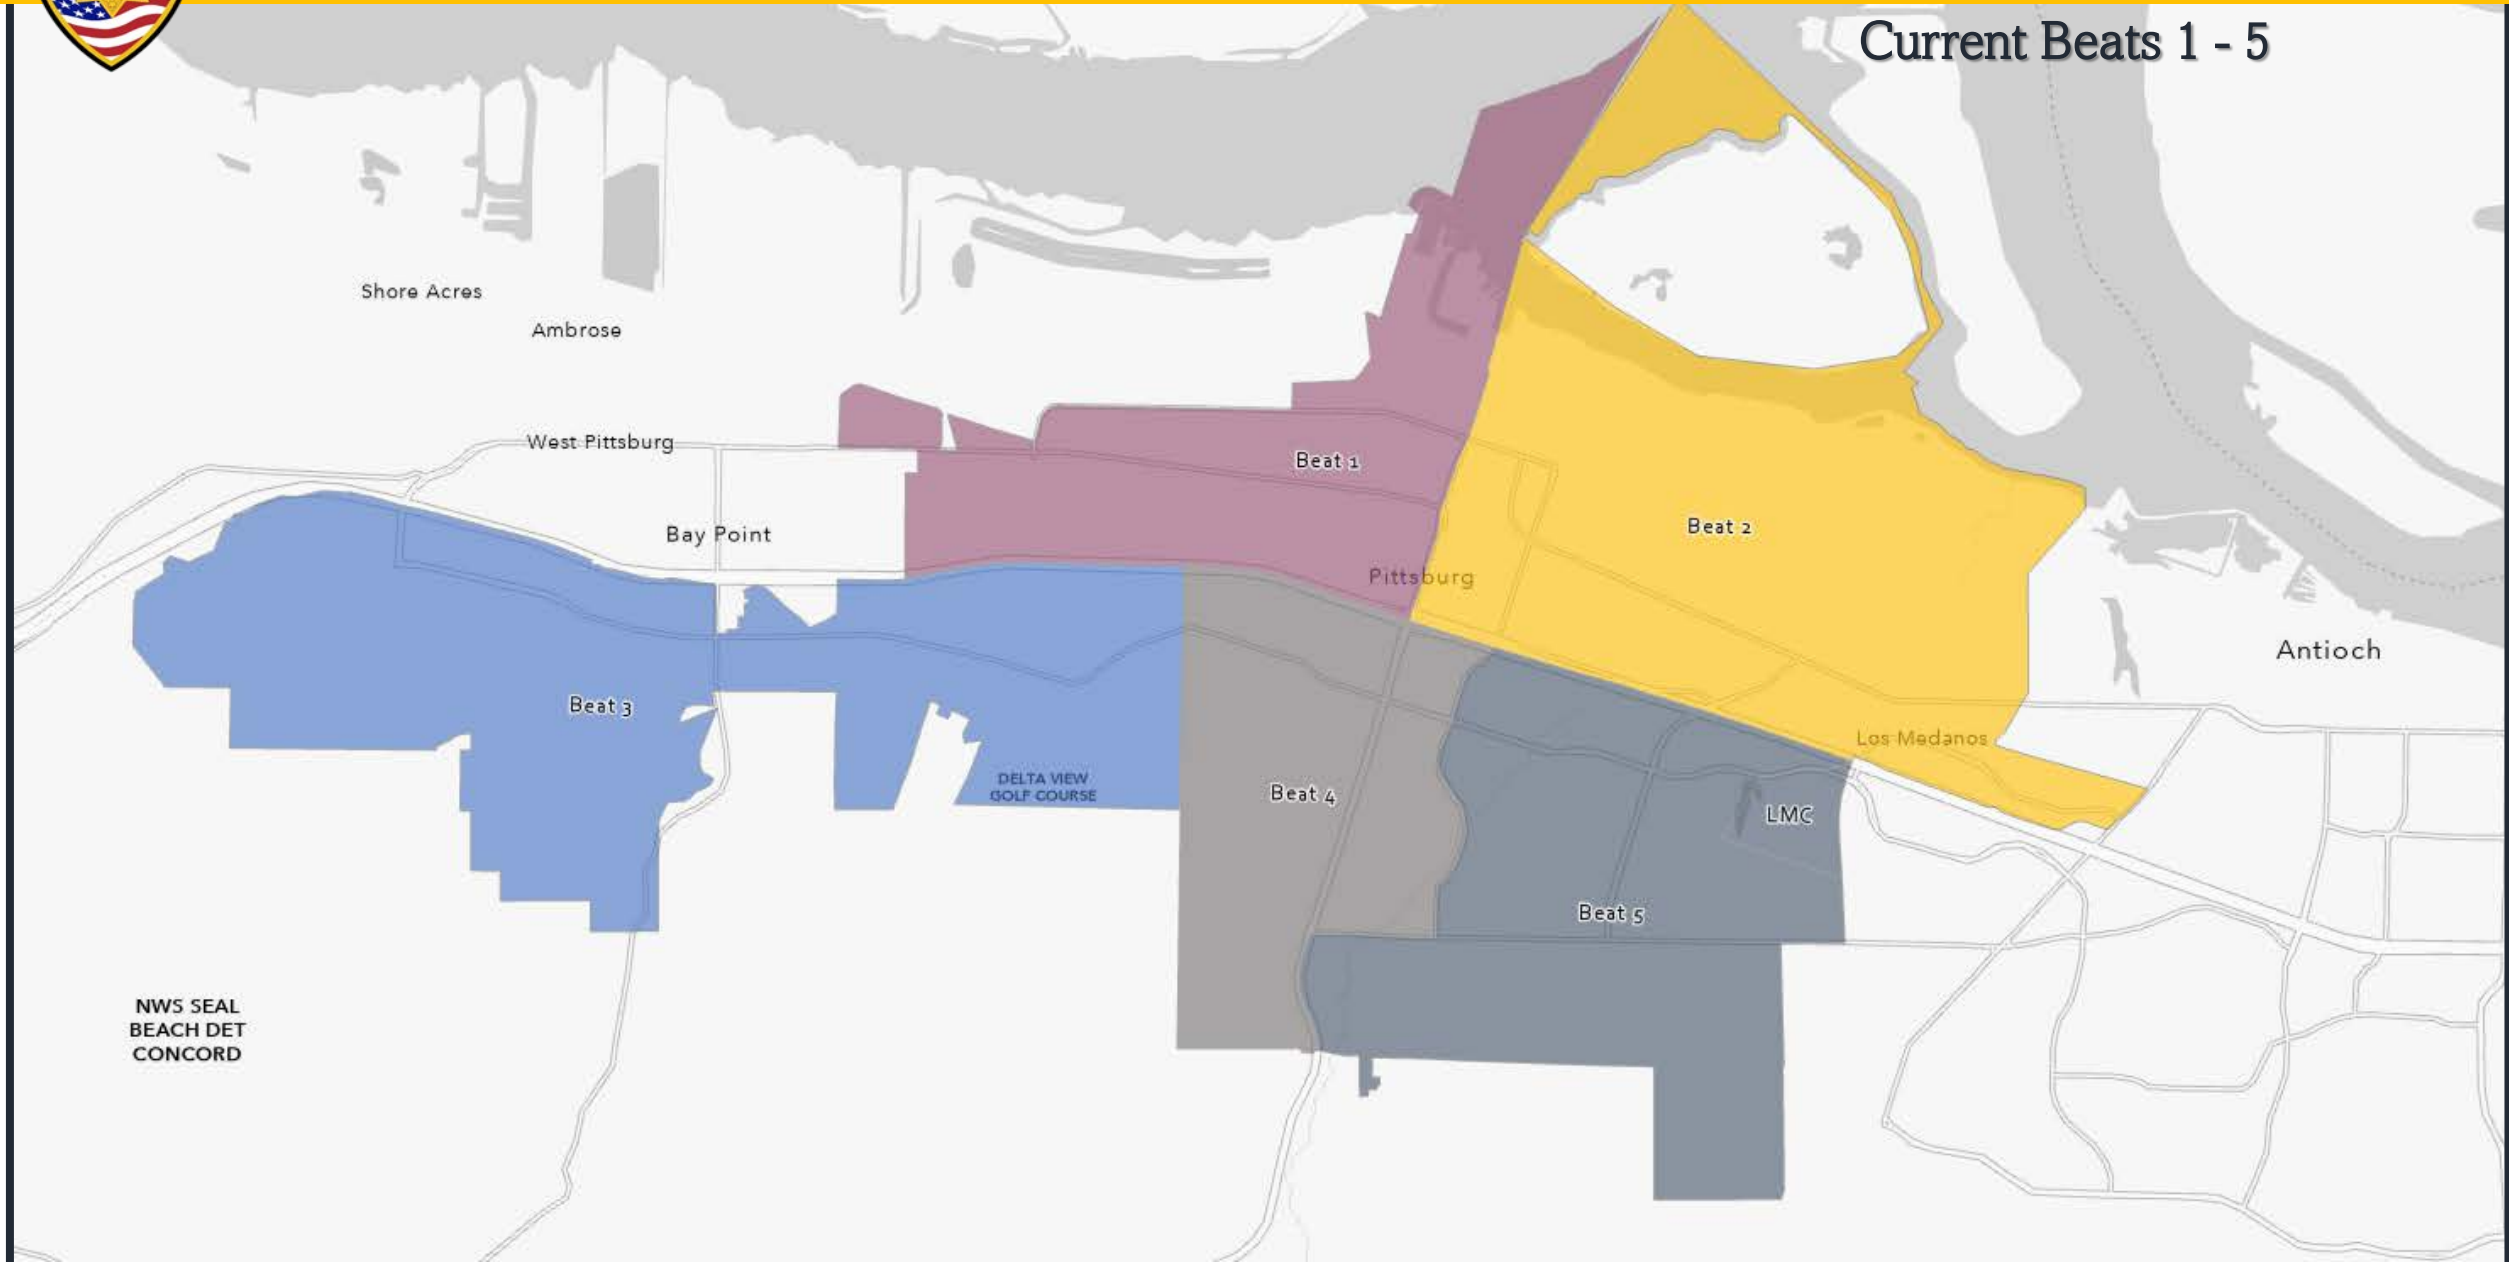 Current Beats 1 - 5
Shore Acres
Ambrose
West Pittsburg
Beat 1
Beat 2
Bay Point
Pittsburg
Antioch
Beat 3
Los Medanos
DELTA VIEW
GOLF COURSE
Beat 4
LMC
Beat 5
NWS SEAL
BEACH DET
CONCORD